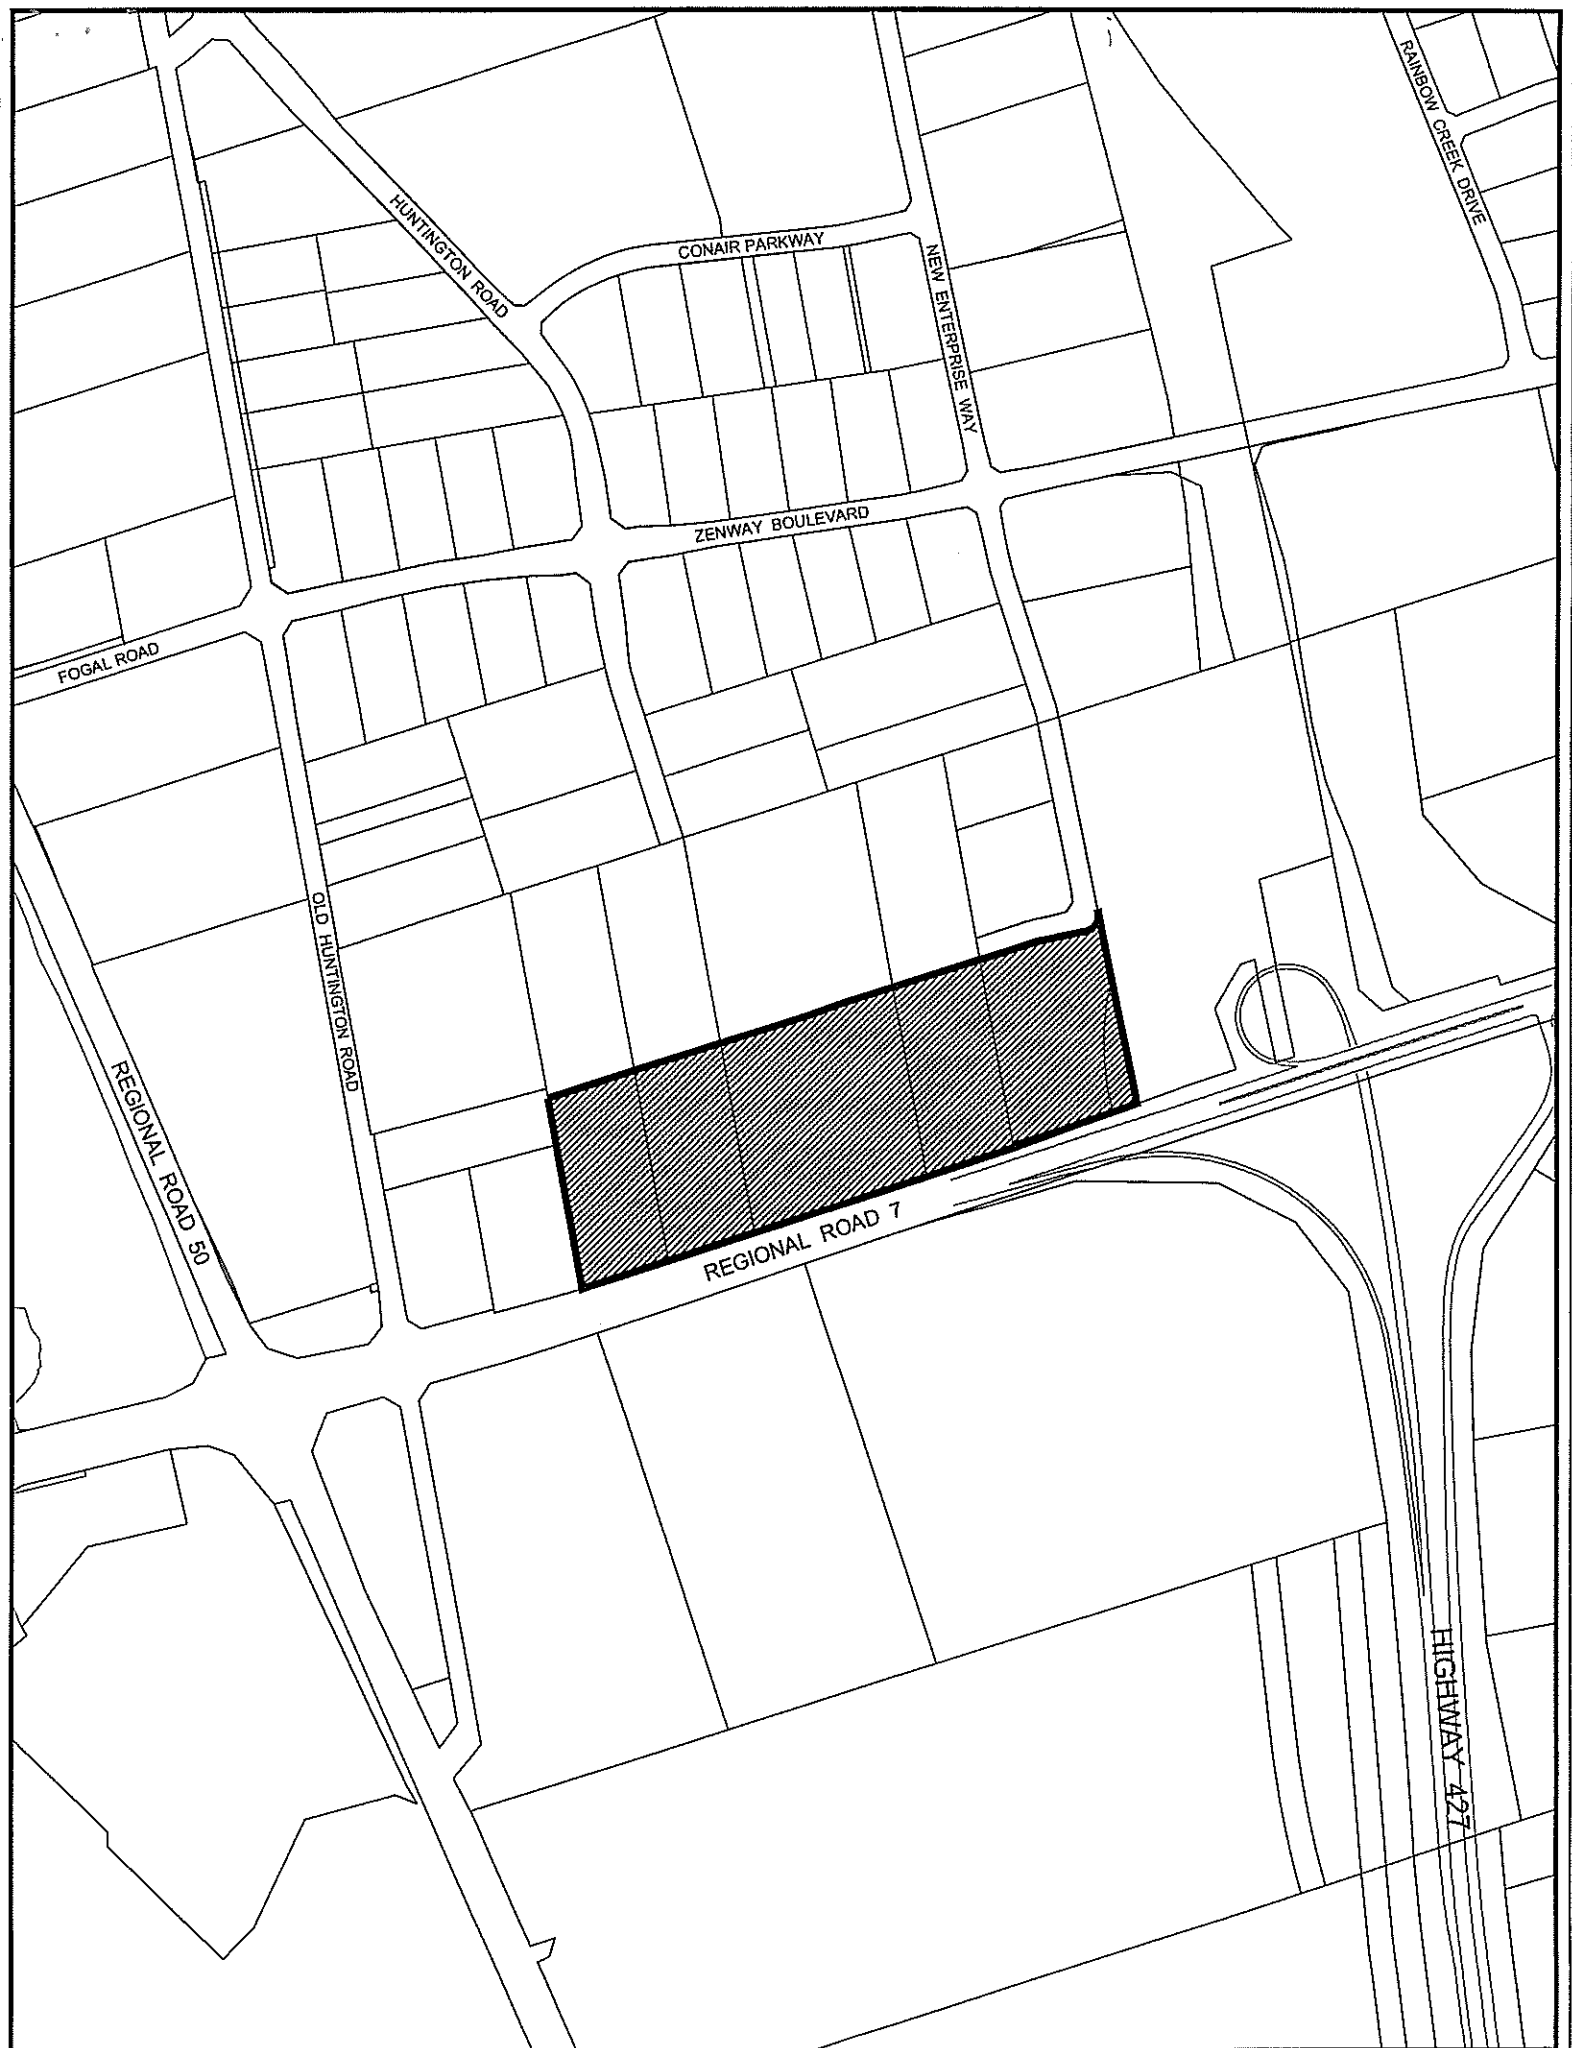 RAINBOW CREEK DRIVE
HUNTINGTON ROAD
CONAIR PARKWAY
NEW ENTERPRISE WAY
ZENWAY BOULEVARD
FOGAL ROAD
OLD HUNTINGTON ROAD
REGIONAL ROAD 50
REGIONAL ROAD 7
HIGHWAY 427